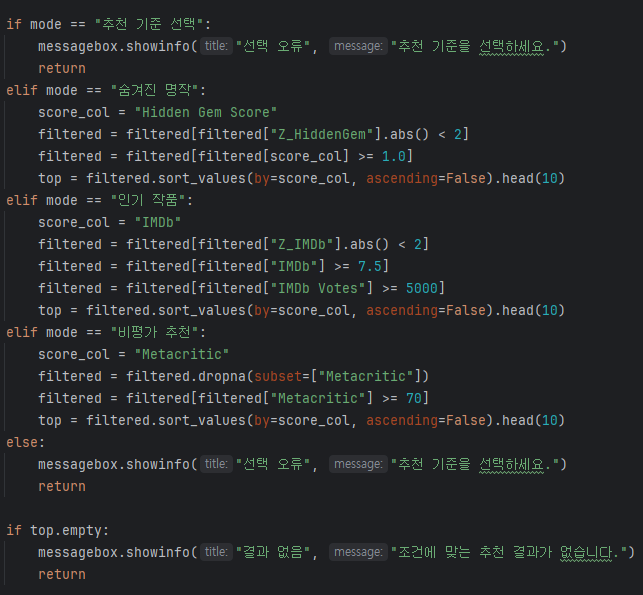 if mode == "추천 기준 선택":
    messagebox.showinfo( title: "선택 오류", message: "추천 기준을 선택하세요.")
    return
elif mode == "숨겨진 명작":
    score_col = "Hidden Gem Score"
    filtered = filtered[filtered["Z_HiddenGem"].abs() < 2]
    filtered = filtered[filtered[score_col] >= 1.0]
    top = filtered.sort_values(by=score_col, ascending=False).head(10)
elif mode == "인기 작품":
    score_col = "IMDb"
    filtered = filtered[filtered["Z_IMDb"].abs() < 2]
    filtered = filtered[filtered["IMDb"] >= 7.5]
    filtered = filtered[filtered["IMDb Votes"] >= 5000]
    top = filtered.sort_values(by=score_col, ascending=False).head(10)
elif mode == "비평가 추천":
    score_col = "Metacritic"
    filtered = filtered.dropna(subset=["Metacritic"])
    filtered = filtered[filtered["Metacritic"] >= 70]
    top = filtered.sort_values(by=score_col, ascending=False).head(10)
else:
    messagebox.showinfo( title: "선택 오류", message: "추천 기준을 선택하세요.")
    return

if top.empty:
    messagebox.showinfo( title: "결과 없음", message: "조건에 맞는 추천 결과가 없습니다.")
    return